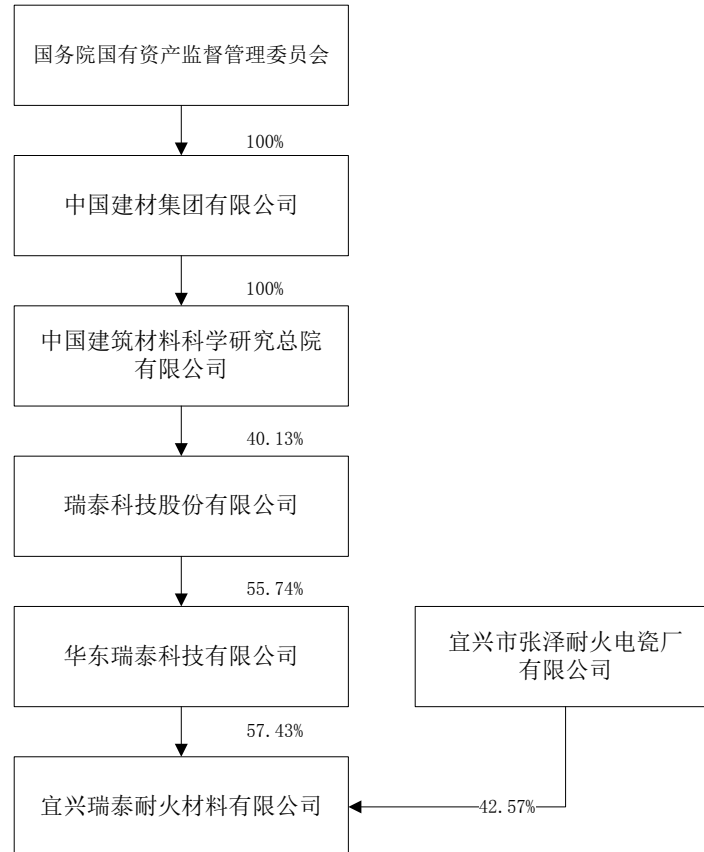 国务院国有资产监督管理委员会
100%
中国建材集团有限公司
100%
中国建筑材料科学研究总院
有限公司
40.13%
瑞泰科技股份有限公司
55.74%
华东瑞泰科技有限公司
宜兴市张泽耐火电瓷厂
有限公司
57.43%
宜兴瑞泰耐火材料有限公司
42.57%